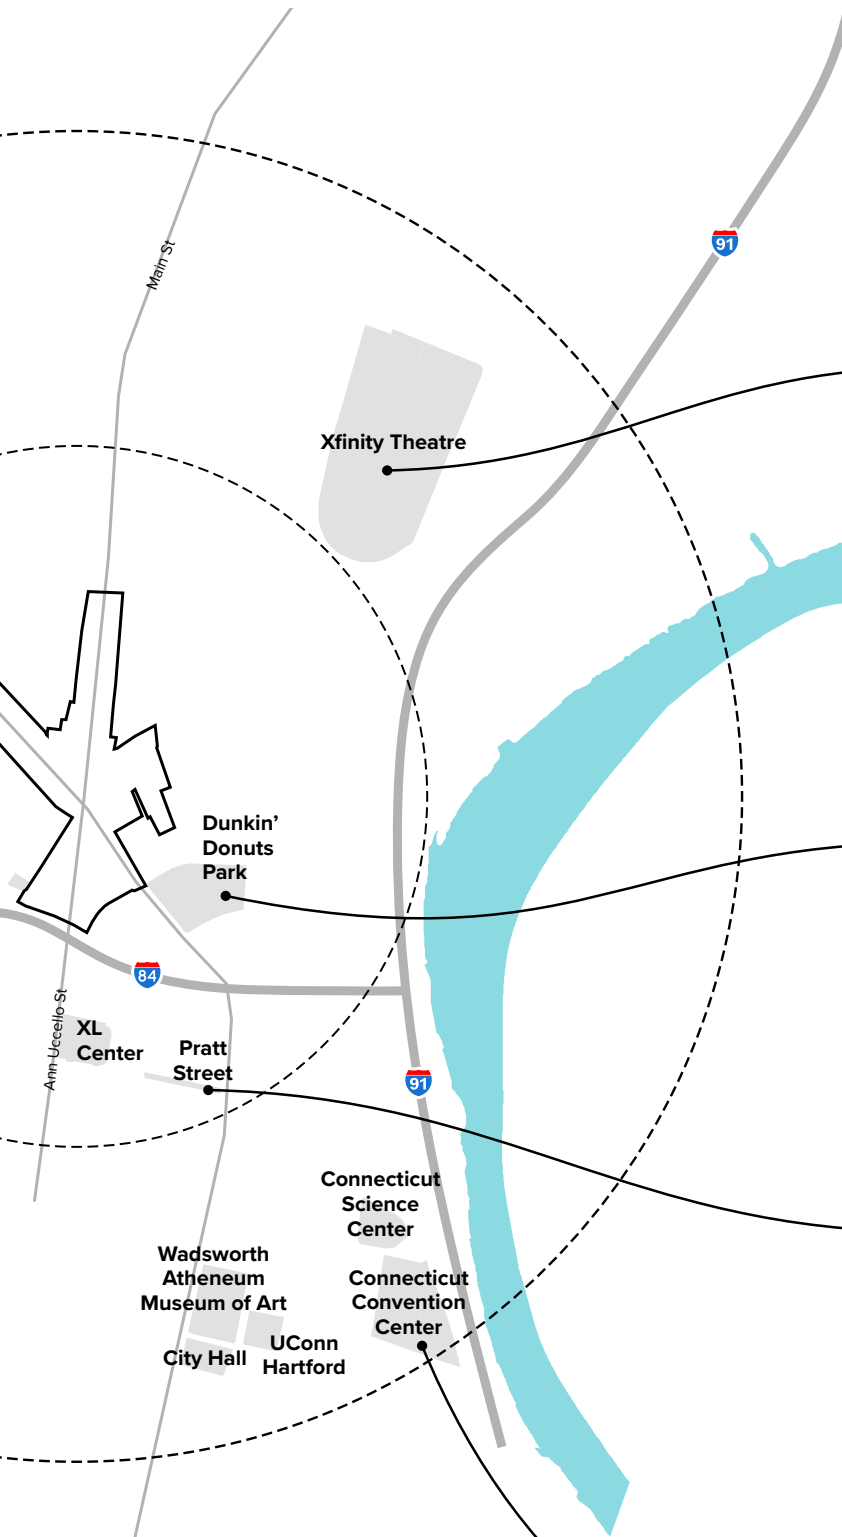 Main St
91
Xfinity Theatre
Dunkin’
Donuts
Park
84
Ann Uccello St
XL
Center
Pratt
Street
91
Connecticut
Science
Center
Wadsworth
Atheneum
Museum of Art
Connecticut
Convention
Center
City Hall
UConn
Hartford